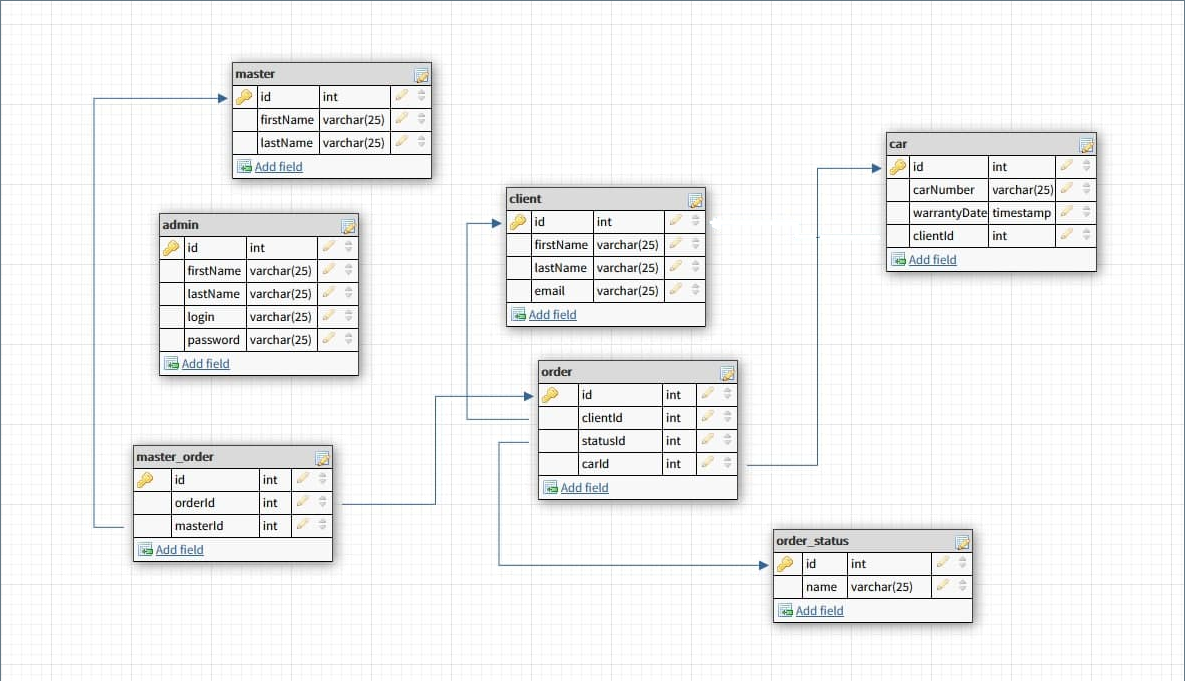 master
id int
firstName varchar(25)
lastName varchar(25)
Add field
admin
id int
firstName varchar(25)
lastName varchar(25)
login varchar(25)
password varchar(25)
Add field
master_order
id int
orderId int
masterId int
Add field
client
id int
firstName varchar(25)
lastName varchar(25)
email varchar(25)
Add field
order
id int
clientId int
statusId int
carId int
Add field
car
id int
carNumber varchar(25)
warrantyDate timestamp
clientId int
Add field
order_status
id int
name varchar(25)
Add field